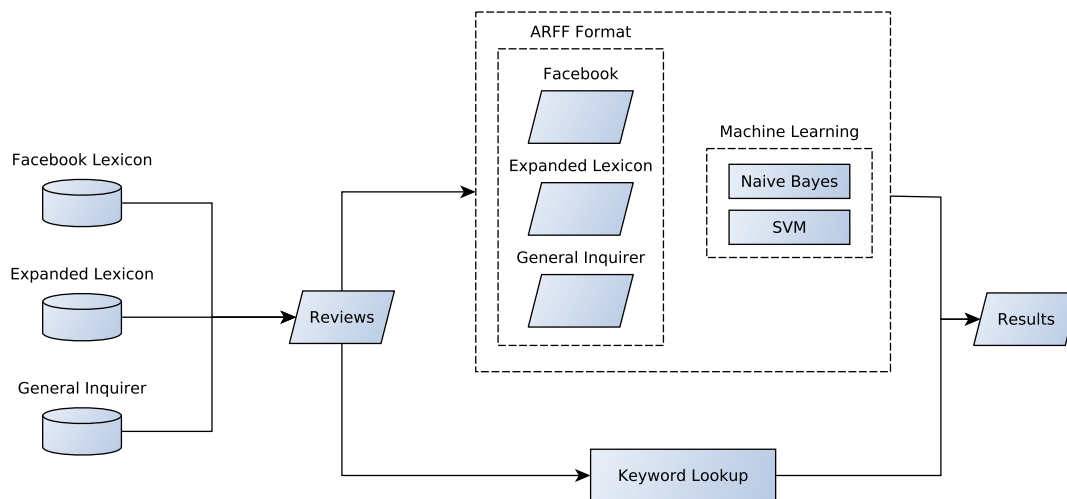 Facebook Lexicon
Expanded Lexicon
General Inquirer
Reviews
ARFF Format
Facebook
Expanded Lexicon
General Inquirer
Machine Learning
Naive Bayes
SVM
Keyword Lookup
Results